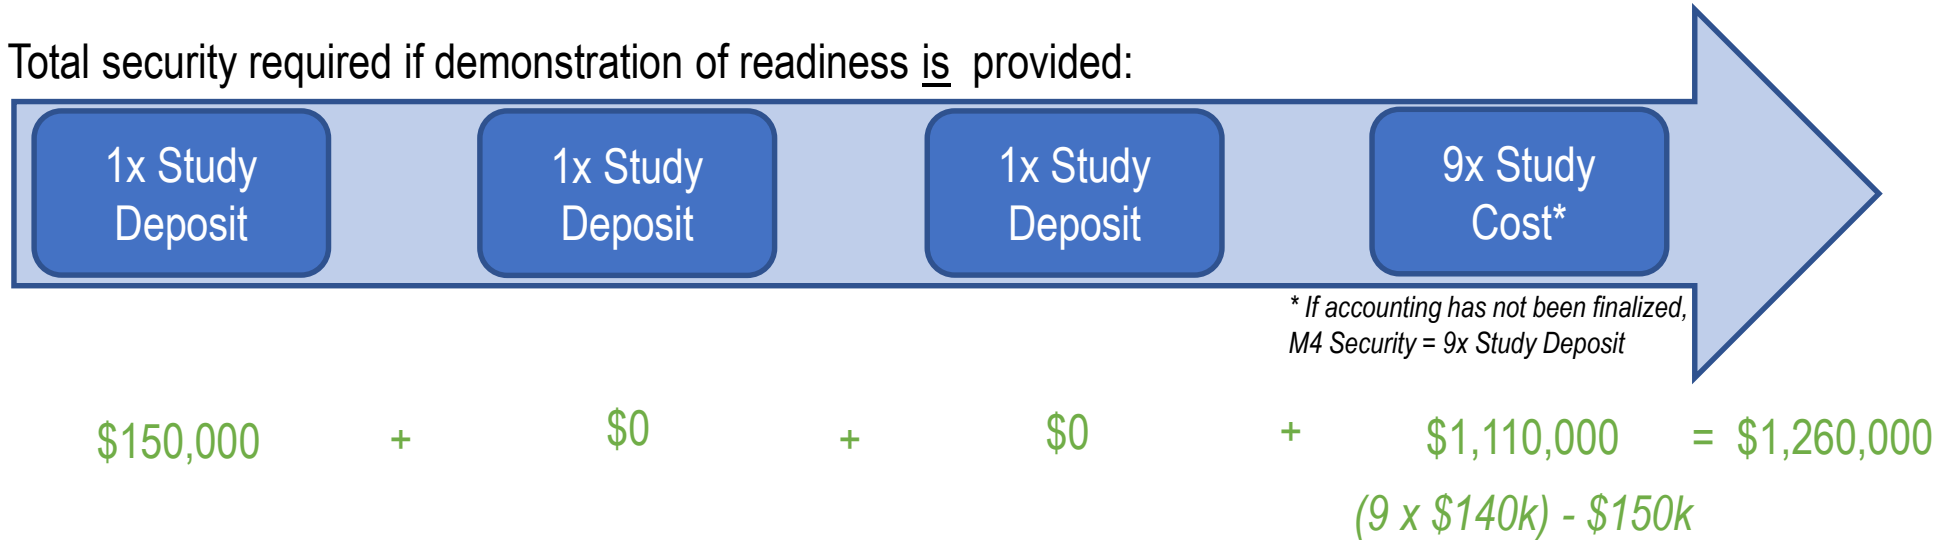 Total security required if demonstration of readiness is provided:
1x Study
Deposit
1x Study
Deposit
1x Study
Deposit
9x Study
Cost*
* If accounting has not been finalized,
M4 Security = 9x Study Deposit
$150,000 + $0 + $0 + $1,110,000 = $1,260,000
(9 x $140k) - $150k